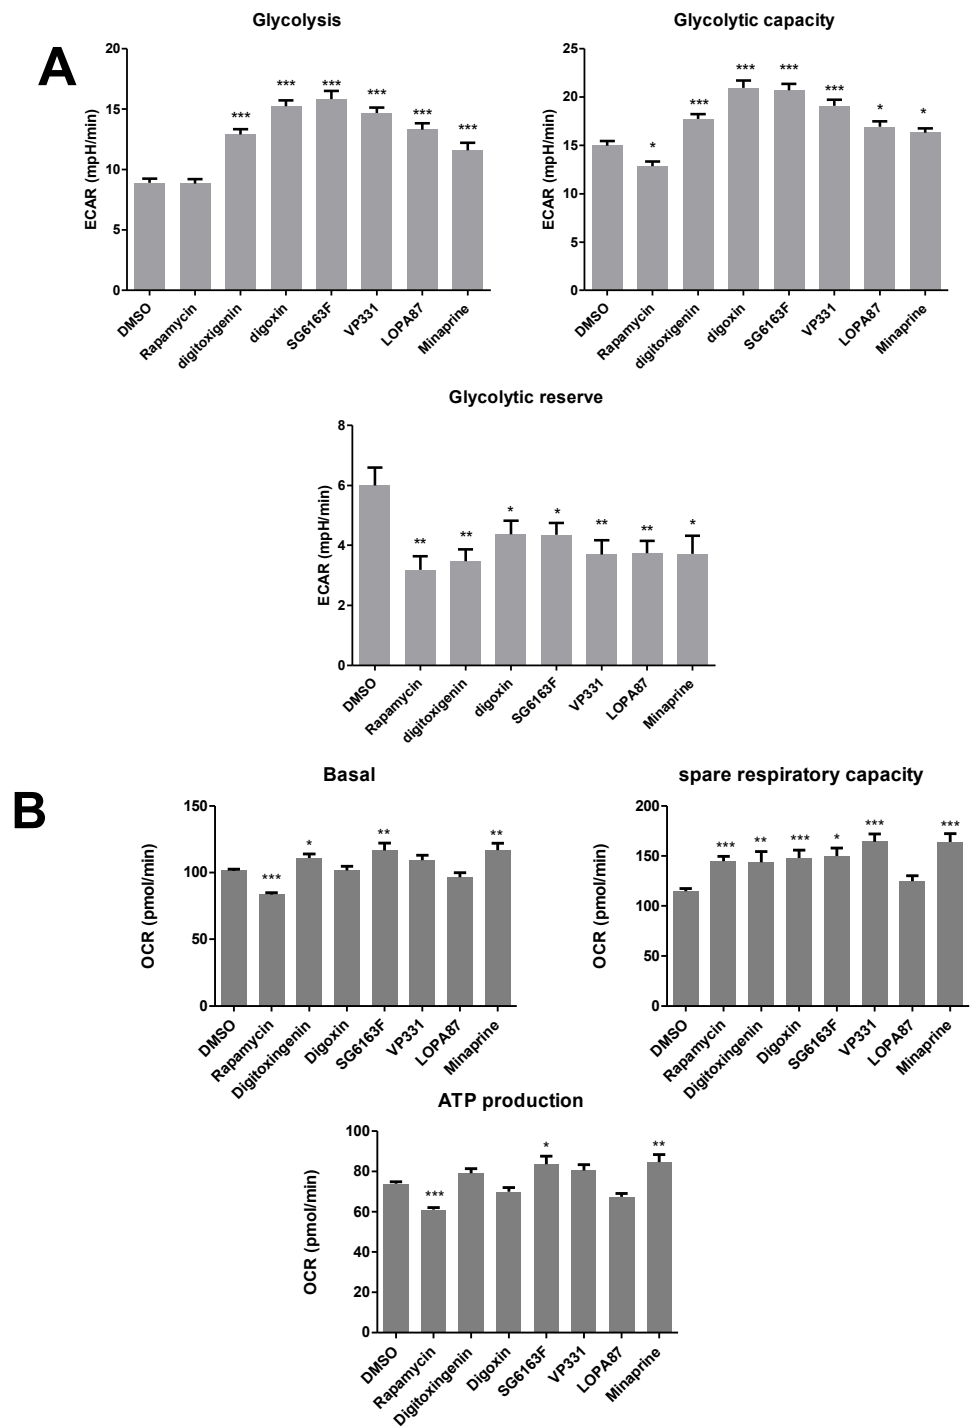 A
Glycolysis
ECAR (mpH/min)
20
15
10
5
0
*** *** *** *** *** ***
DMSO
Rapamycin
digitoxigenin
digoxin
SG6163F
VP331
LOPA87
Minaprine
Glycolytic capacity
ECAR (mpH/min)
25
20
15
10
5
0
* *** *** *** *** * *
DMSO
Rapamycin
digitoxigenin
digoxin
SG6163F
VP331
LOPA87
Minaprine
Glycolytic reserve
ECAR (mpH/min)
8
6
4
2
0
** ** * * ** ** *
DMSO
Rapamycin
digitoxigenin
digoxin
SG6163F
VP331
LOPA87
Minaprine
B
Basal
OCR (pmol/min)
150
100
50
0
*** * ** **
DMSO
Rapamycin
Digitoxingenin
Digoxin
SG6163F
VP331
LOPA87
Minaprine
spare respiratory capacity
OCR (pmol/min)
200
150
100
50
0
*** ** *** * *** ***
DMSO
Rapamycin
Digitoxingenin
Digoxin
SG6163F
VP331
LOPA87
Minaprine
ATP production
OCR (pmol/min)
100
80
60
40
20
0
*** * **
DMSO
Rapamycin
Digitoxingenin
Digoxin
SG6163F
VP331
LOPA87
Minaprine